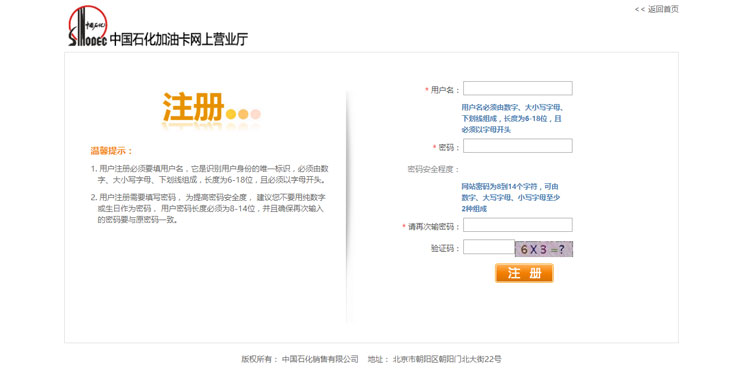 << 返回首页
中国石化
SINOPEC 中国石化加油卡网上营业厅
注册
温馨提示：
1. 用户注册必须要填用户名，它是识别用户身份的唯一标识，必须由数
字、大小写字母、下划线组成，长度为6-18位，且必须以字母开头。
2. 用户注册需要填写密码， 为提高密码安全度， 建议您不要用纯数字
或生日作为密码， 用户密码长度必须为8-14位，并且确保再次输入
的密码要与原密码一致。
* 用户名：
用户名必须由数字、大小写字母、
下划线组成，长度为6-18位，且
必须以字母开头
* 密码：
密码安全程度：
网站密码为8到14个字符，可由
数字、大写字母、小写字母至少
2种组成
* 请再次输密码：
验证码： 6 X 3 =?
注 册
版权所有： 中国石化销售有限公司 地址： 北京市朝阳区朝阳门北大街22号